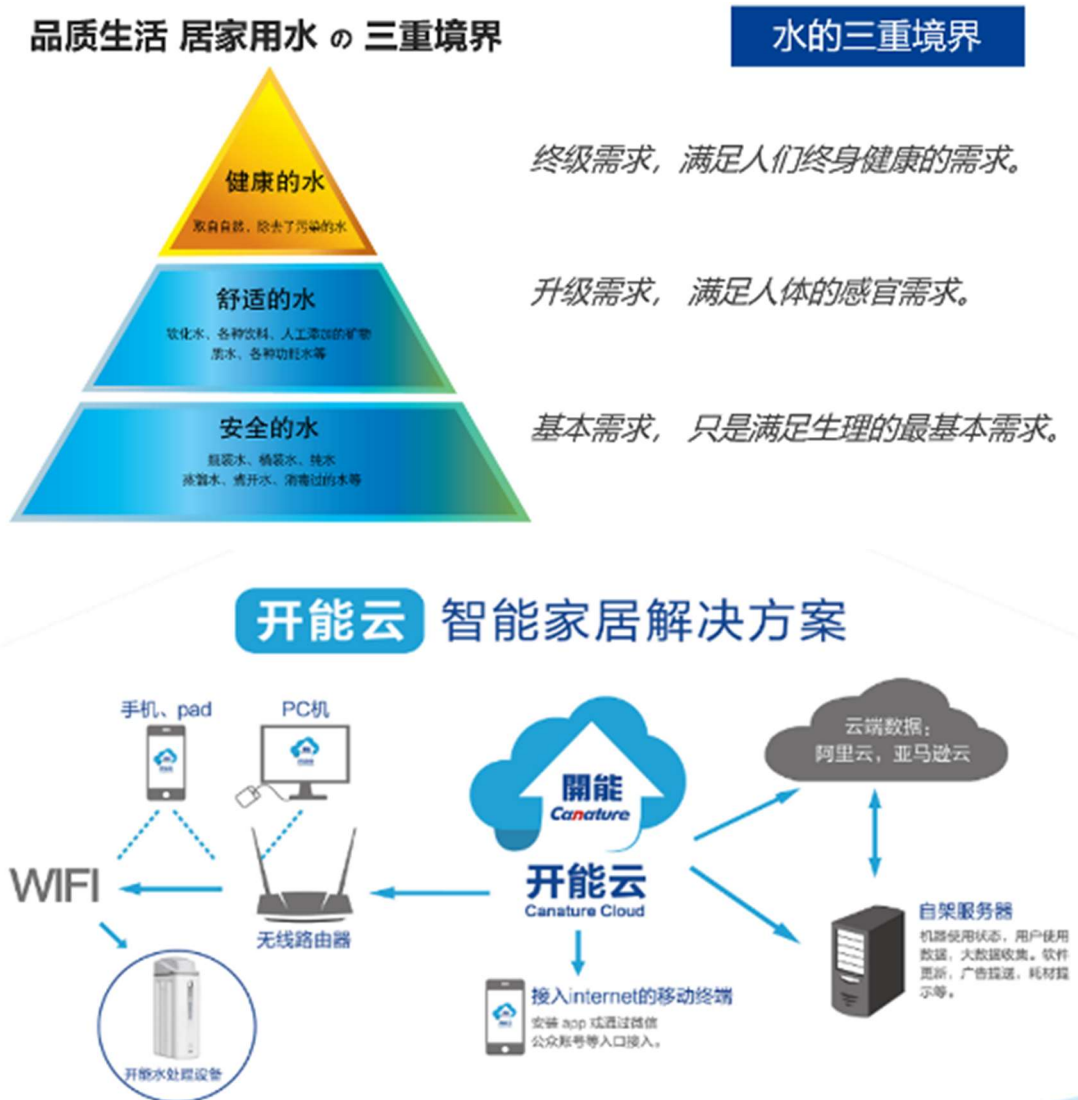 品质生活 居家用水 の 三重境界
水的三重境界
健康的水
取自自然，除去了污染的水
终级需求，满足人们终身健康的需求。
舒适的水
软化水、各种饮料、人工添加的矿物
质水、各种功能水等
升级需求， 满足人体的感官需求。
安全的水
瓶装水、桶装水、纯水
蒸馏水、煮开水、消毒过的水等
基本需求， 只是满足生理的最基本需求。
开能云 智能家居解决方案
手机、pad
PC机
WIFI
无线路由器
开能水处理设备
開能
Canature
开能云
Canature Cloud
接入internet的移动终端
安装 app 或通过微信
公众账号等入口接入。
云端数据：
阿里云，亚马逊云
自架服务器
机器使用状态，用户使用
数据，大数据收集。软件
更新，广告推送，耗材提
示等。